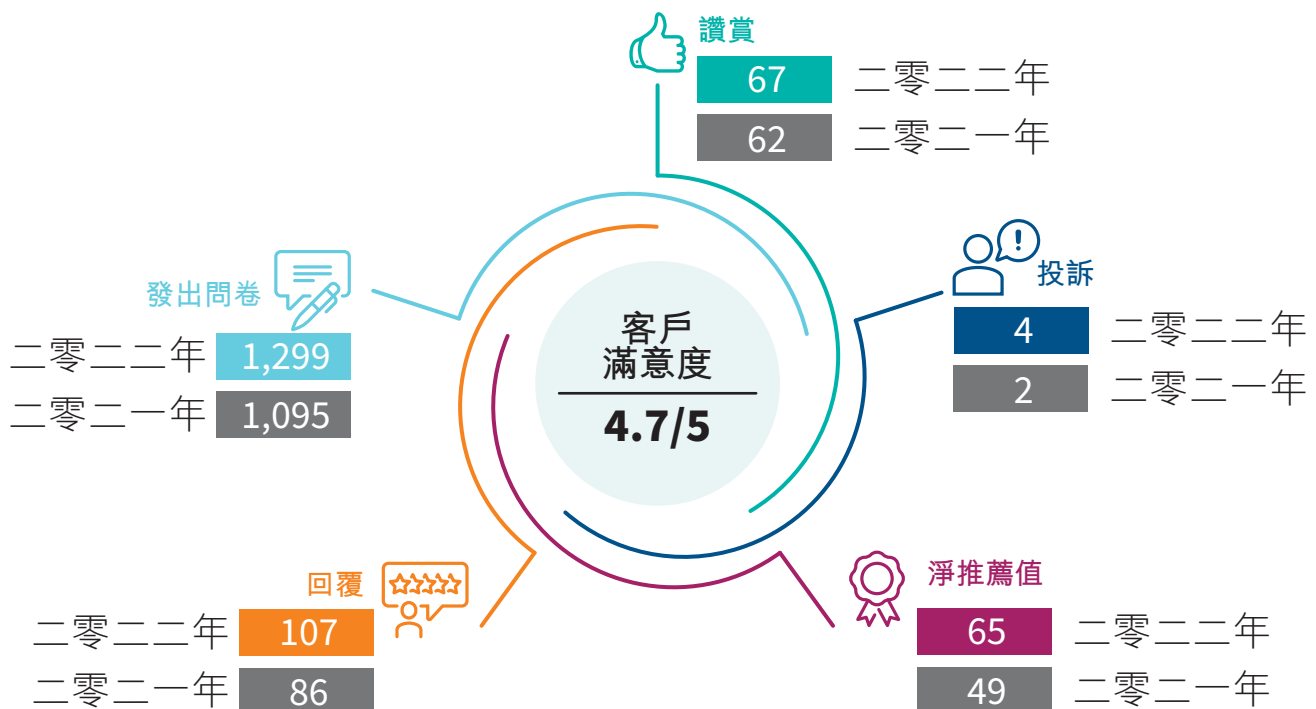 讚賞
67 二零二二年
62 二零二一年
投訴
4 二零二二年
2 二零二一年
發出問卷
二零二二年 1,299
二零二一年 1,095
客戶
滿意度
4.7/5
回覆
二零二二年 107
二零二一年 86
淨推薦值
65 二零二二年
49 二零二一年